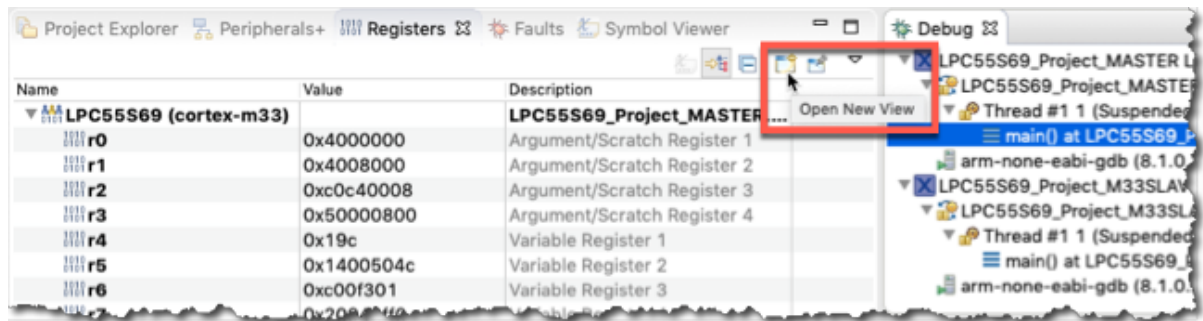 Project Explorer Peripherals+ Registers Faults Symbol Viewer
Name Value Description
LPC55S69 (cortex-m33) LPC55S69_Project_MASTER....
r0 0x4000000 Argument/Scratch Register 1
r1 0x4008000 Argument/Scratch Register 2
r2 0xc0c40008 Argument/Scratch Register 3
r3 0x50000800 Argument/Scratch Register 4
r4 0x19c Variable Register 1
r5 0x1400504c Variable Register 2
r6 0xc00f301 Variable Register 3
Open New View
Debug
LPC55S69_Project_MASTER L
LPC55S69_Project_MASTER
Thread #1 1 (Suspended
main() at LPC55S69_P
arm-none-eabi-gdb (8.1.0.
LPC55S69_Project_M33SLAV
LPC55S69_Project_M33SLA
Thread #1 1 (Suspended
main() at LPC55S69_
arm-none-eabi-gdb (8.1.0.